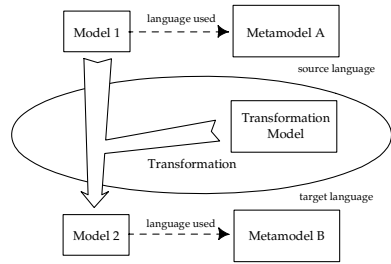 language used
Model 1
Metamodel A
source language
Transformation
Model
Transformation
target language
language used
Model 2
Metamodel B